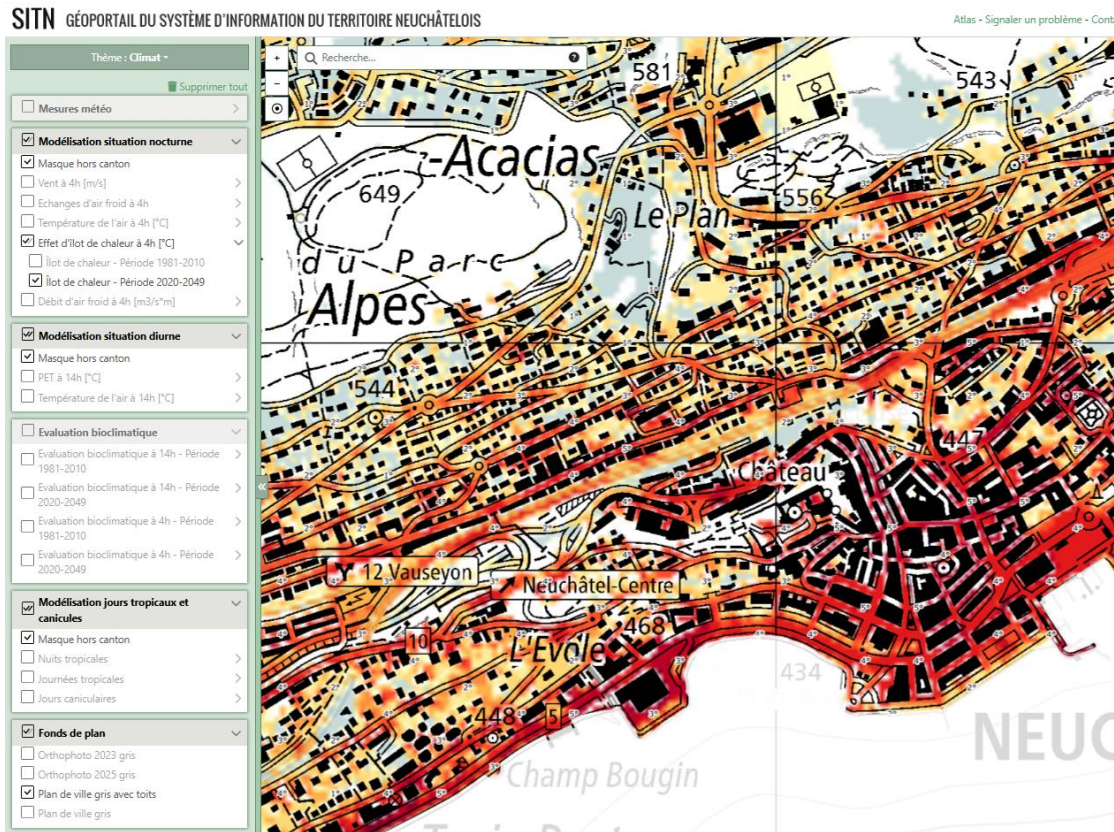 SITN GÉOPORTAIL DU SYSTÈME D'INFORMATION DU TERRITOIRE NEUCHÂTELOIS
Atlas - Signaler un problème - Conta
Thème : Climat
Supprimer tout
Mesures météo
Modélisation situation nocturne
Masque hors canton
Vent à 4h [m/s]
Echanges d'air froid à 4h
Température de l'air à 4h [°C]
Effet d'îlot de chaleur à 4h [°C]
Îlot de chaleur - Période 1981-2010
Îlot de chaleur - Période 2020-2049
Débit d'air froid à 4h [m3/s*m]
Modélisation situation diurne
Masque hors canton
PET à 14h [°C]
Température de l'air à 14h [°C]
Evaluation bioclimatique
Evaluation bioclimatique à 14h - Période
1981-2010
Evaluation bioclimatique à 14h - Période
2020-2049
Evaluation bioclimatique à 4h - Période
1981-2010
Evaluation bioclimatique à 4h - Période
2020-2049
Modélisation jours tropicaux et
canicules
Masque hors canton
Nuits tropicales
Journées tropicales
Jours caniculaires
Fonds de plan
Orthophoto 2023 gris
Orthophoto 2025 gris
Plan de ville gris avec toits
Plan de ville gris
Recherche...
581
543
-Acacias
649
556
Le Plan
du Parc
Alpes
544
447
Château
12 Vauseyon
Neuchâtel-Centre
10
468
L'Evole
434
448
5
NEUC
Champ Bougin